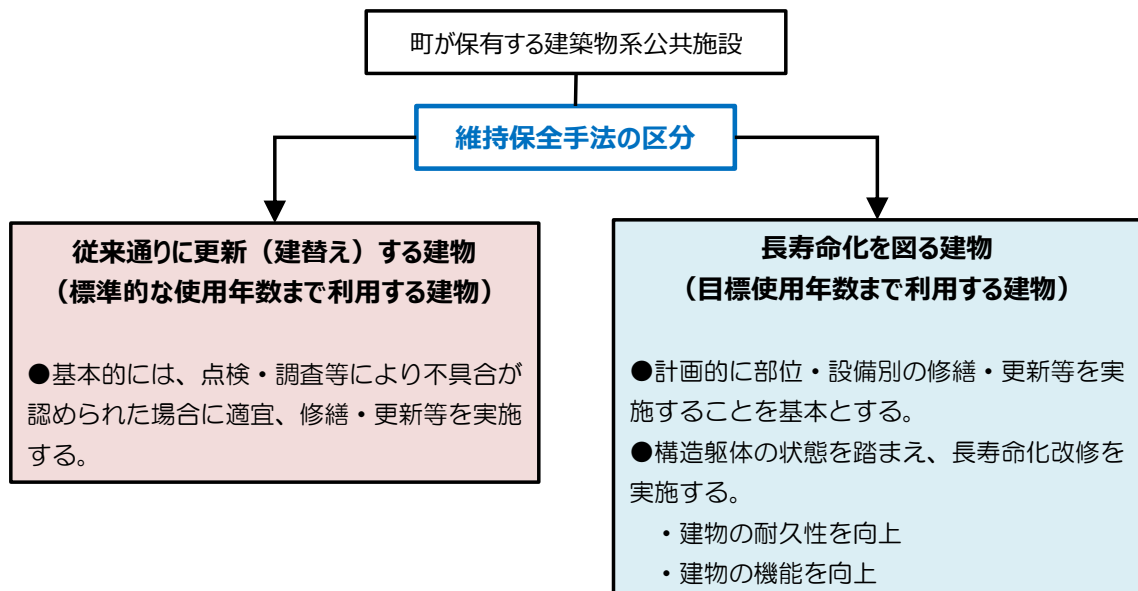 町が保有する建築物系公共施設
維持保全手法の区分
従来通りに更新（建替え）する建物
（標準的な使用年数まで利用する建物）
●基本的には、点検・調査等により不具合が
認められた場合に適宜、修繕・更新等を実施
する。
長寿命化を図る建物
（目標使用年数まで利用する建物）
●計画的に部位・設備別の修繕・更新等を実
施することを基本とする。
●構造躯体の状態を踏まえ、長寿命化改修を
実施する。
・建物の耐久性を向上
・建物の機能を向上